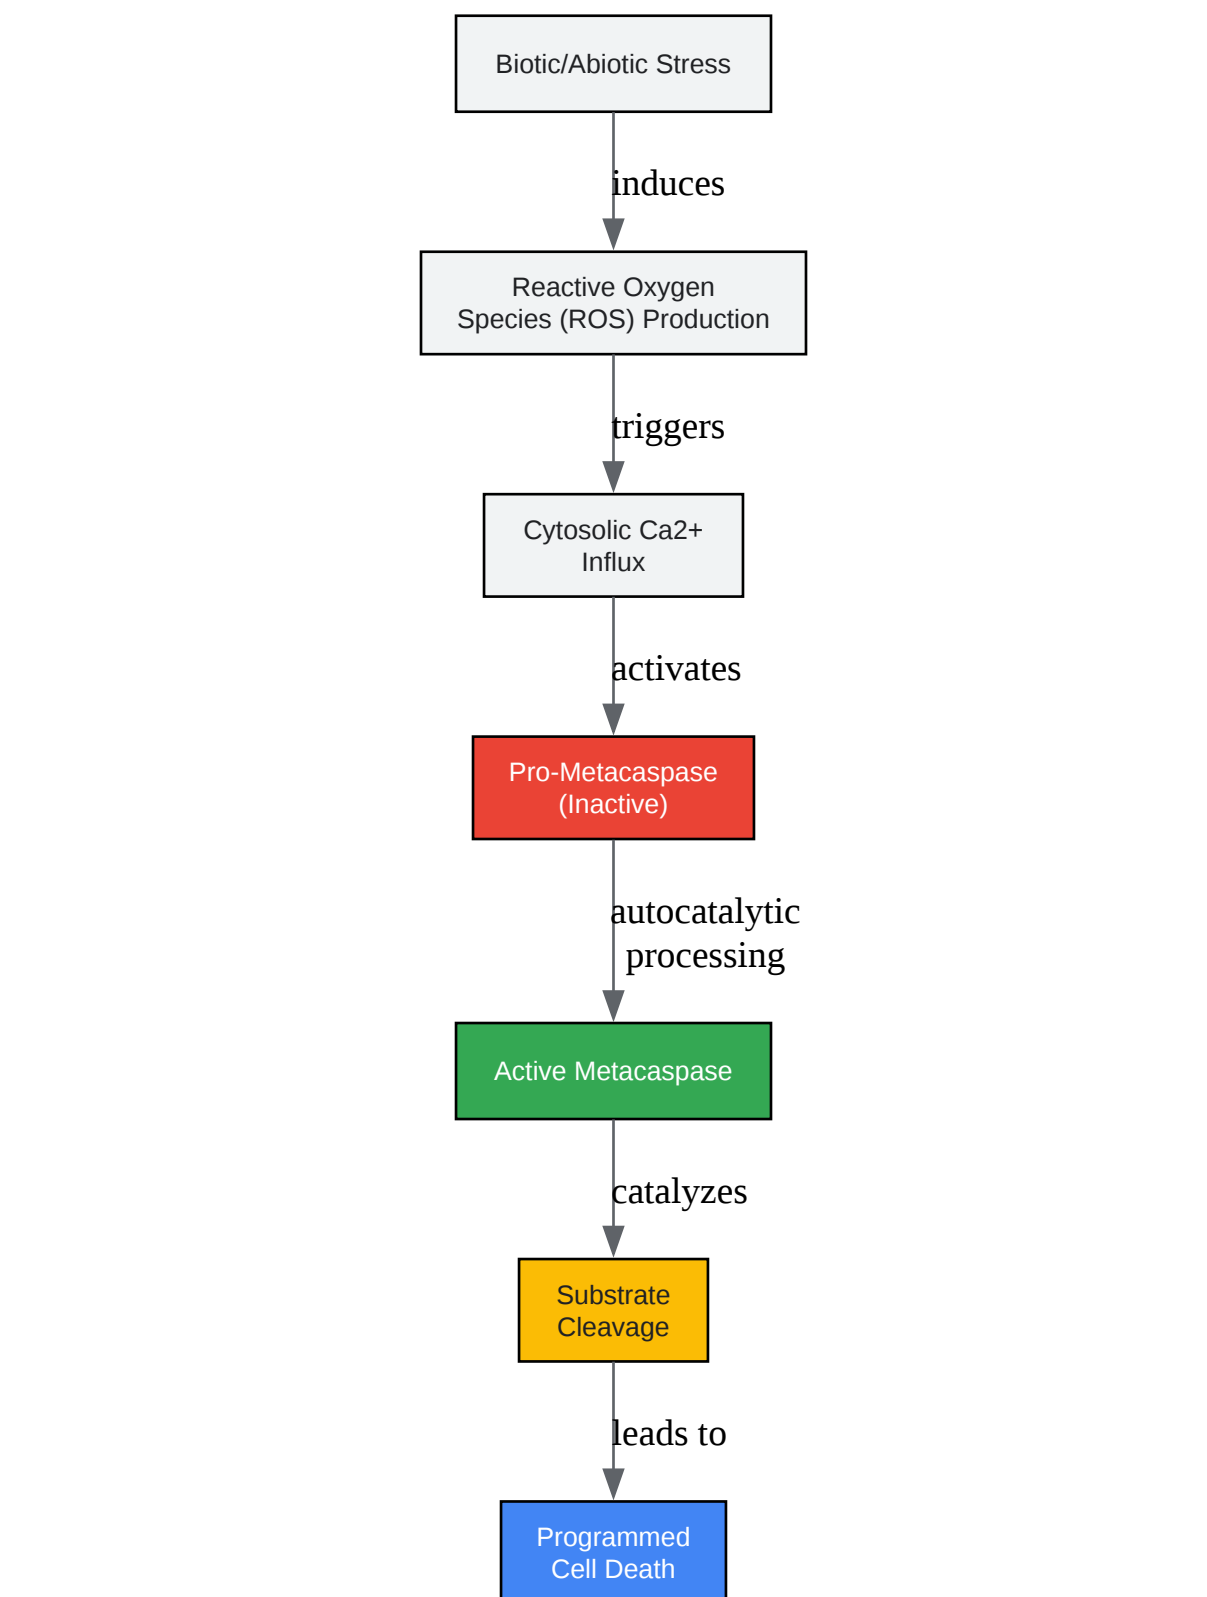 Biotic/Abiotic Stress
induces
Reactive Oxygen
Species (ROS) Production
triggers
Cytosolic Ca2+
Influx
activates
Pro-Metacaspase
(Inactive)
autocatalytic
processing
Active Metacaspase
catalyzes
Substrate
Cleavage
leads to
Programmed
Cell Death